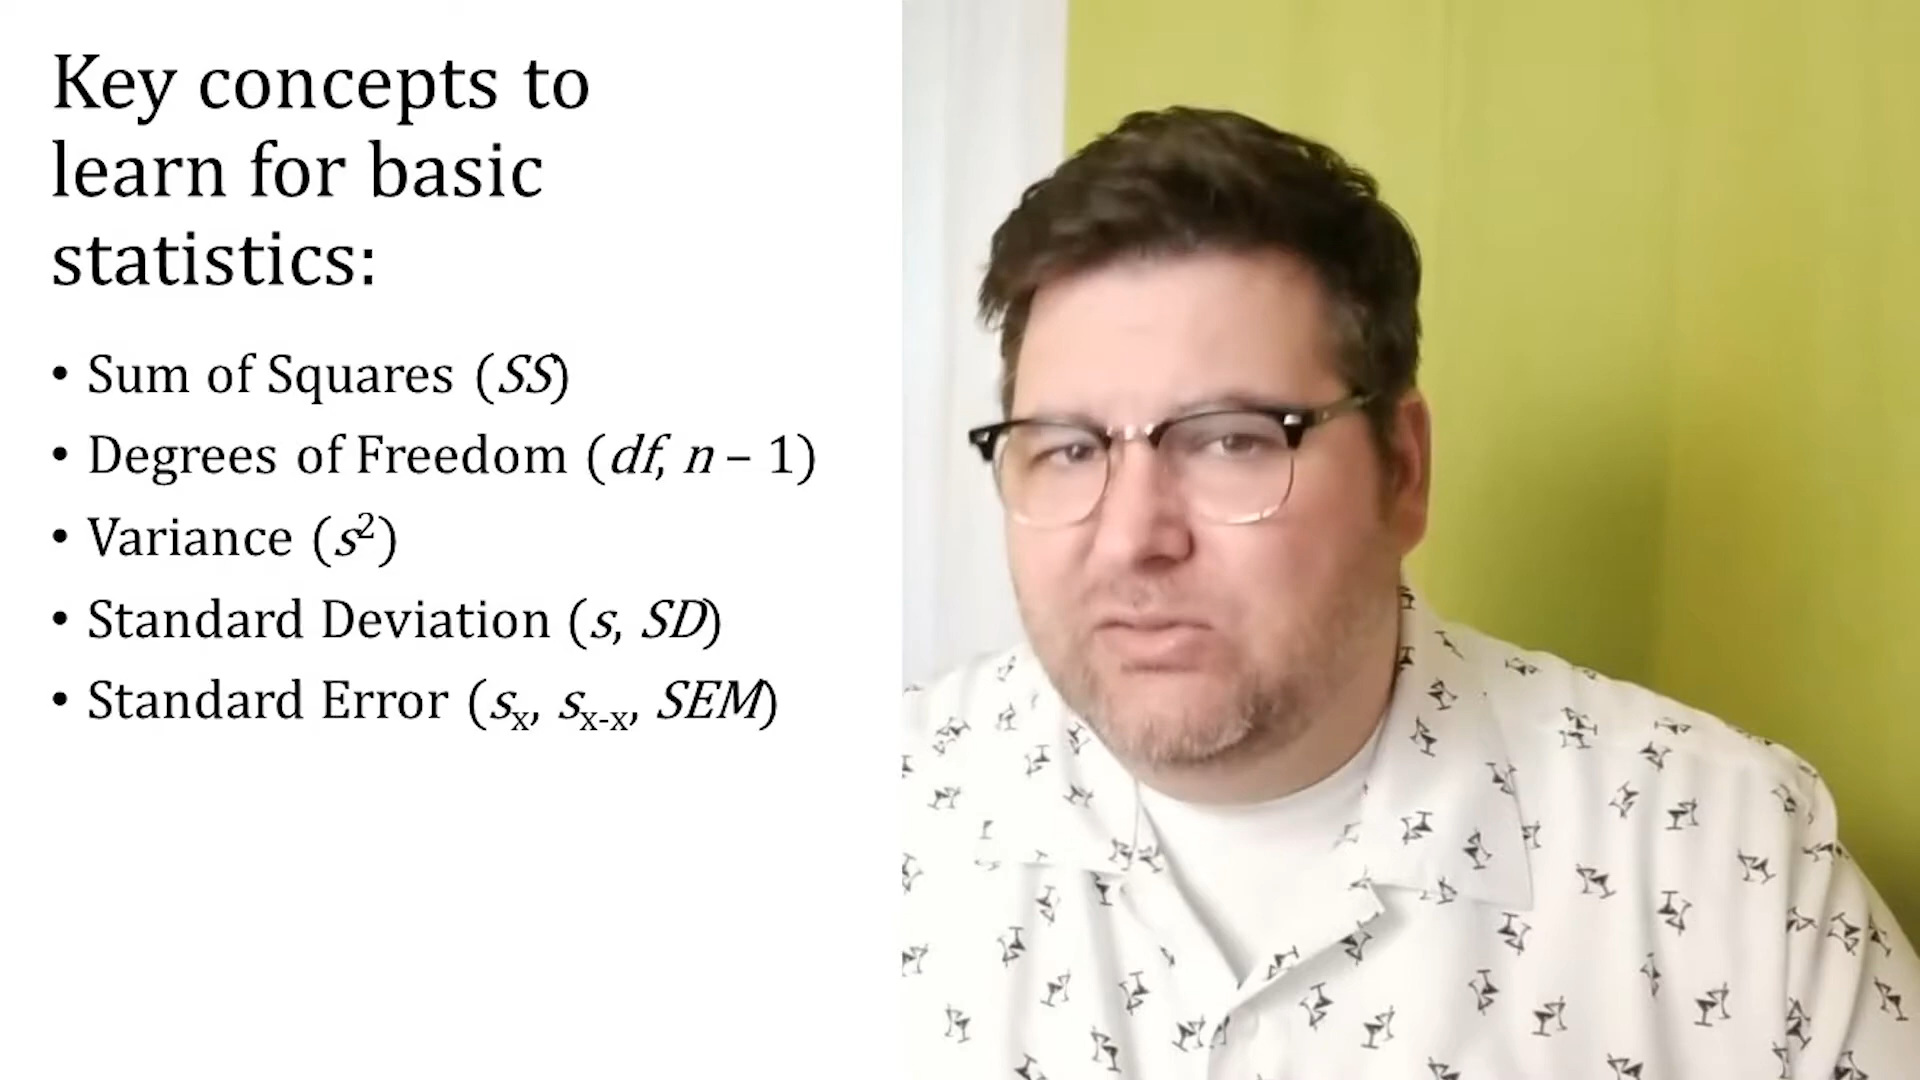 Key concepts to
learn for basic
statistics:
• Sum of Squares (SS)
• Degrees of Freedom (df, n – 1)
• Variance (s²)
• Standard Deviation (s, SD)
• Standard Error (sₓ, sₓ₋ₓ, SEM)